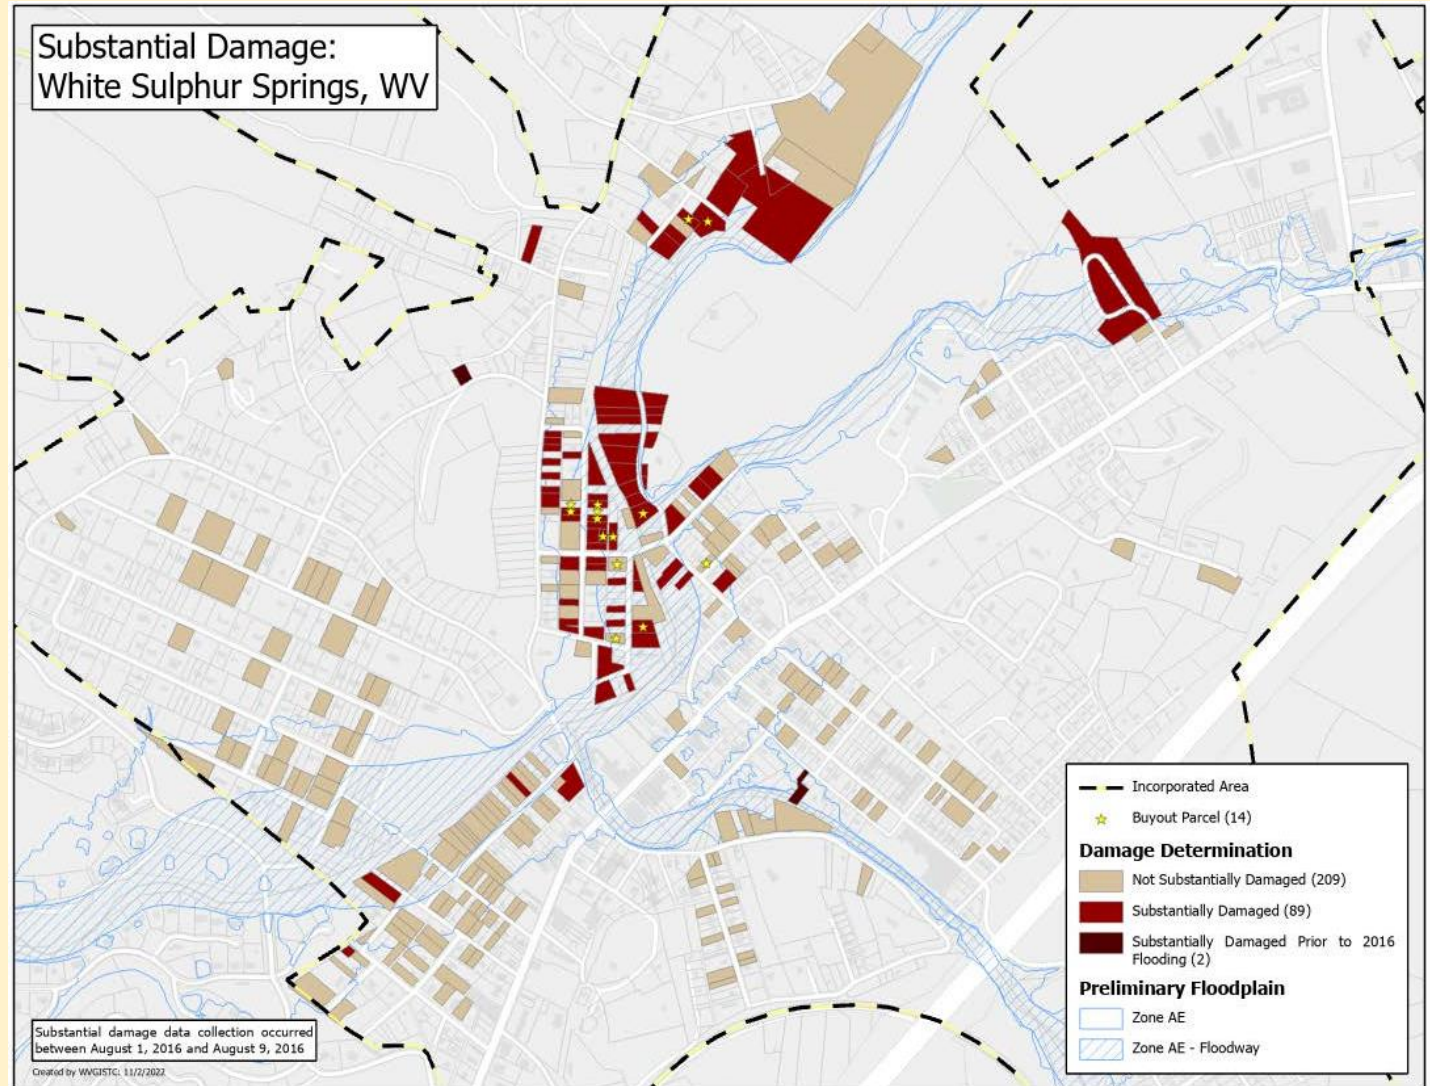 Substantial Damage:
White Sulphur Springs, WV
Incorporated Area
Buyout Parcel (14)
Damage Determination
Not Substantially Damaged (209)
Substantially Damaged (89)
Substantially Damaged Prior to 2016
Flooding (2)
Preliminary Floodplain
Zone AE
Zone AE - Floodway
Substantial damage data collection occurred
between August 1, 2016 and August 9, 2016
Created by WVGISTC: 11/2/2022